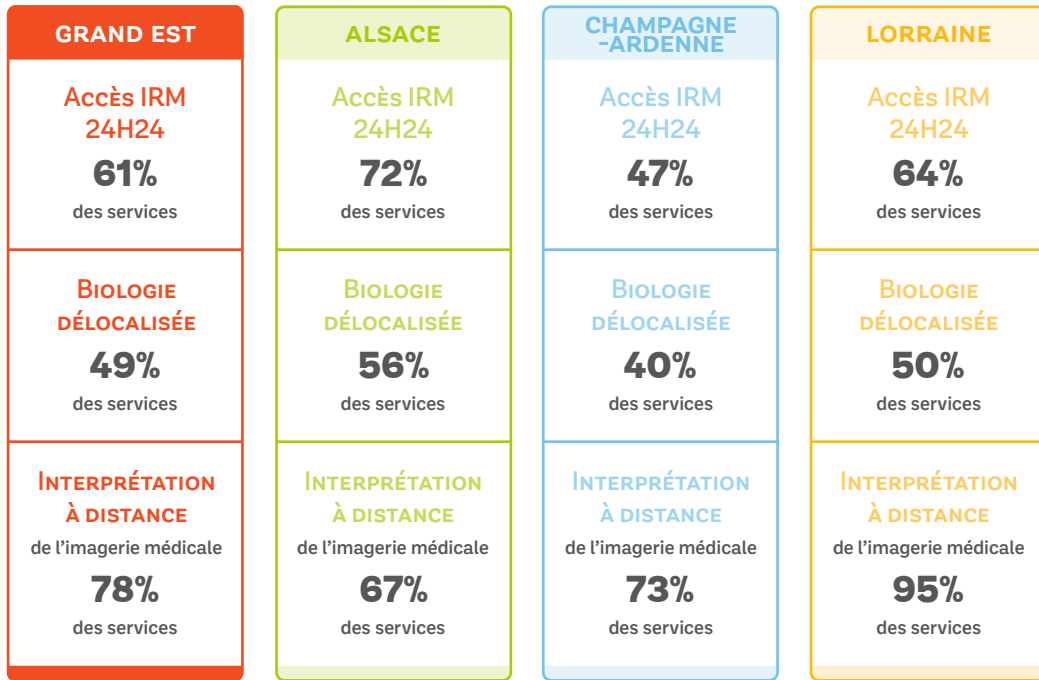 GRAND EST
Accès IRM
24H24
61%
des services
Biologie
délocalisée
49%
des services
Interprétation
à distance
de l'imagerie médicale
78%
des services
ALSACE
Accès IRM
24H24
72%
des services
Biologie
délocalisée
56%
des services
Interprétation
à distance
de l'imagerie médicale
67%
des services
CHAMPAGNE
-ARDENNE
Accès IRM
24H24
47%
des services
Biologie
délocalisée
40%
des services
Interprétation
à distance
de l'imagerie médicale
73%
des services
LORRAINE
Accès IRM
24H24
64%
des services
Biologie
délocalisée
50%
des services
Interprétation
à distance
de l'imagerie médicale
95%
des services